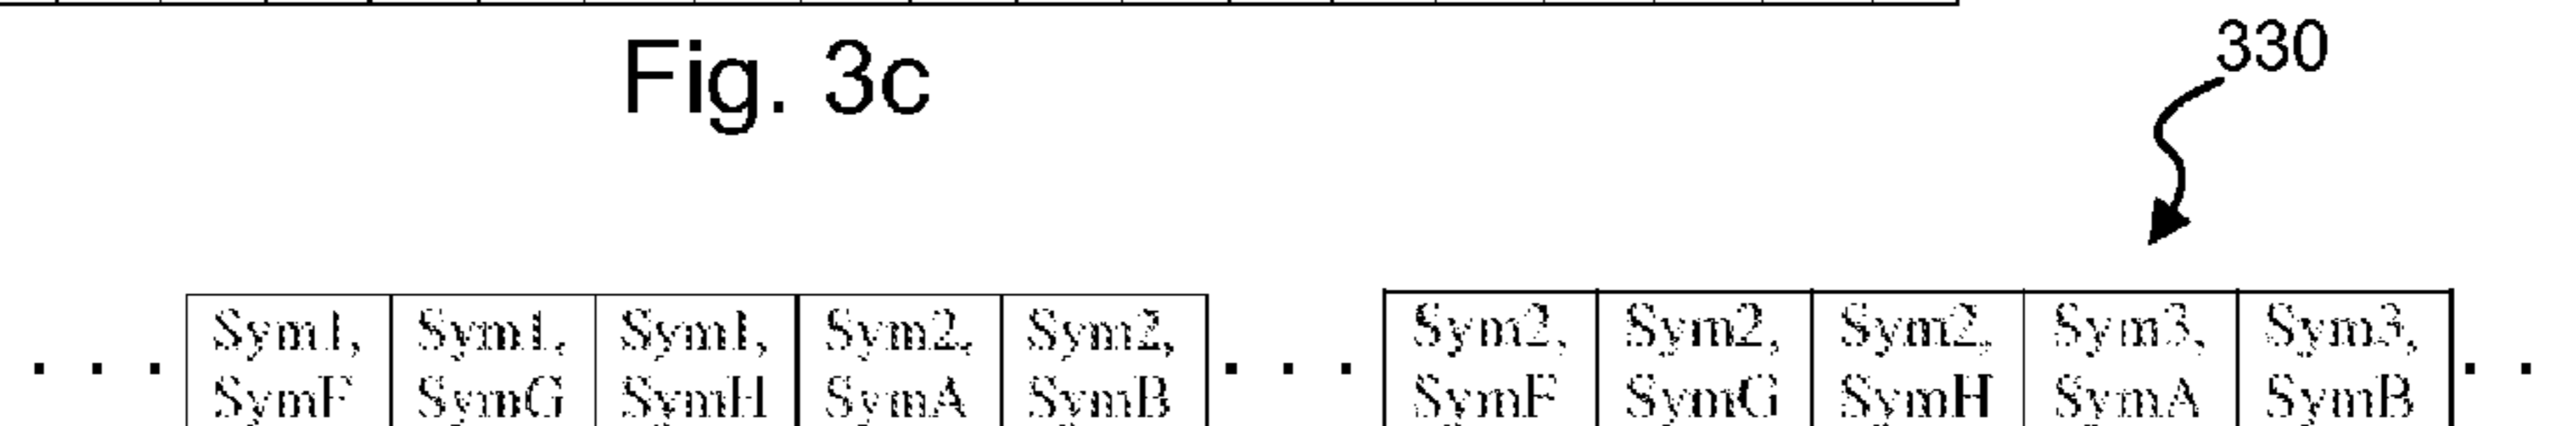 Fig. 3c
330
. . . Sym1, Sym1, Sym1, Sym2, Sym2, . . . Sym2, Sym2, Sym2, Sym3, Sym3, . .
SymF SymG SymH SymA SymB SymF SymG SymH SymA SymB